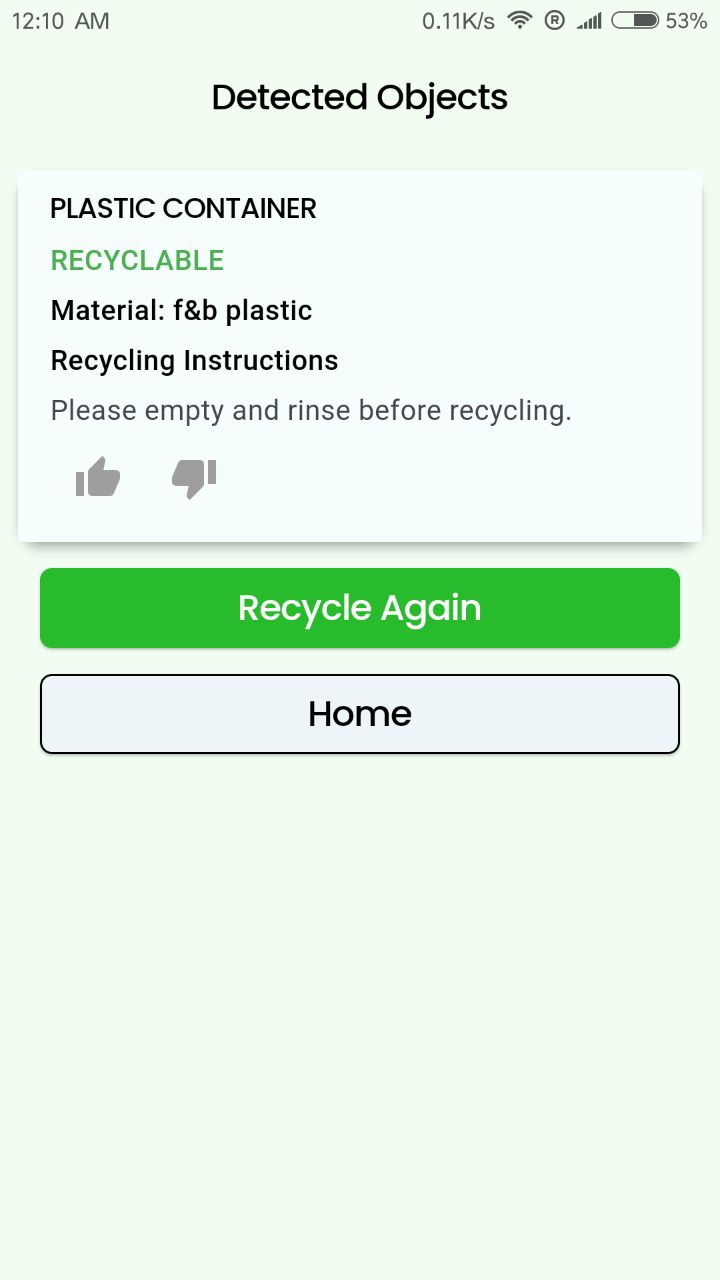 12:10 AM 0.11K/s R 53%
Detected Objects
PLASTIC CONTAINER
RECYCLABLE
Material: f&b plastic
Recycling Instructions
Please empty and rinse before recycling.
Recycle Again
Home